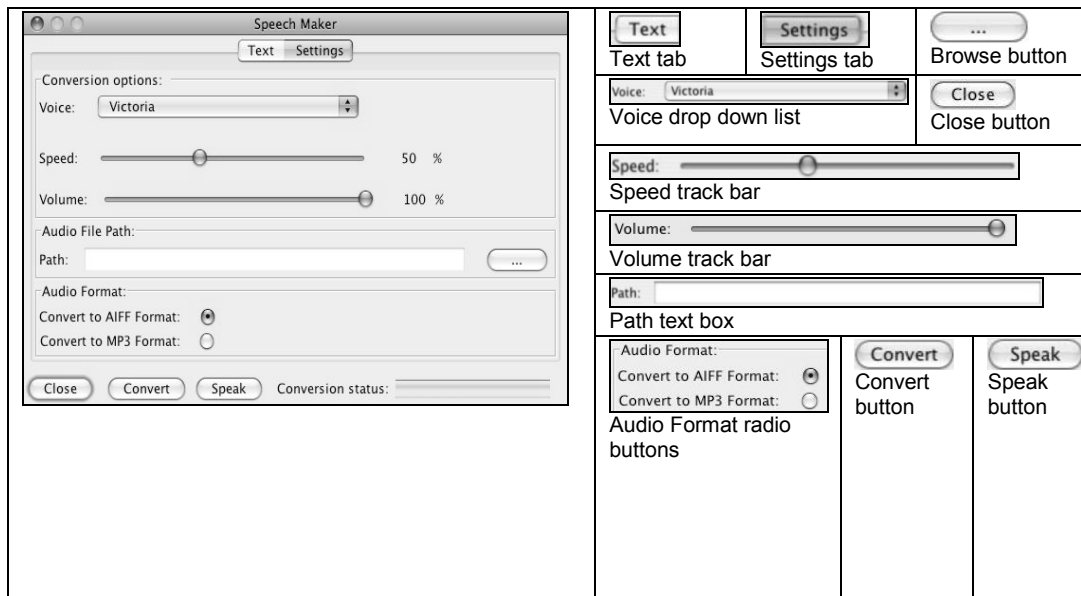 Speech Maker
Text Settings
Conversion options:
Voice: Victoria
Speed: 50 %
Volume: 100 %
Audio File Path:
Path: ...
Audio Format:
Convert to AIFF Format:
Convert to MP3 Format:
Close Convert Speak Conversion status:
Text
Text tab
Settings
Settings tab
...
Browse button
Voice: Victoria
Voice drop down list
Close
Close button
Speed:
Speed track bar
Volume:
Volume track bar
Path:
Path text box
Audio Format:
Convert to AIFF Format:
Convert to MP3 Format:
Audio Format radio
buttons
Convert
Convert
button
Speak
Speak
button